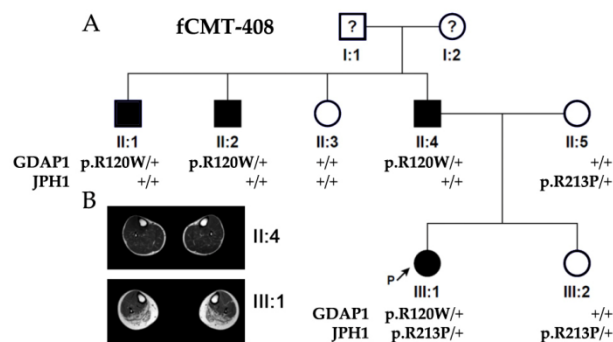 A
fCMT-408
? ?
I:1 I:2
II:1 II:2 II:3 II:4 II:5
GDAP1 p.R120W/+ p.R120W/+ +/+ p.R120W/+ +/+
JPH1 +/+ +/+ +/+ +/+ p.R213P/+
B
II:4
III:1
P
III:1 III:2
GDAP1 p.R120W/+ +/+
JPH1 p.R213P/+ p.R213P/+